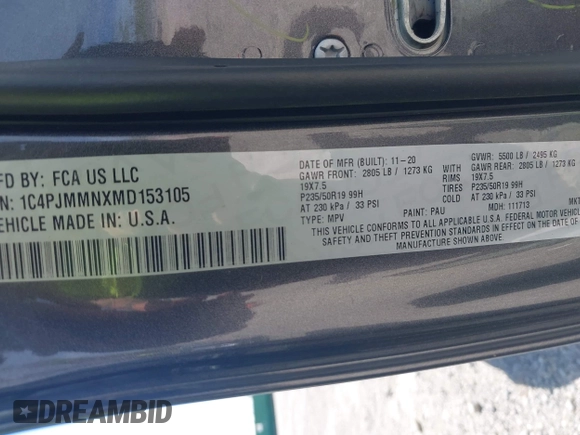 FD BY: FCA US LLC
N: 1C4PJMMNXMD153105
EHICLE MADE IN: U.S.A.
DATE OF MFR (BUILT): 11-20
GAWR FRONT: 2805 LB / 1273 KG
19X7.5
P235/50R19 99H
AT 230 kPa / 33 PSI
TYPE: MPV
PAINT: PAU
GVWR: 5500 LB / 2495 KG
GAWR REAR: 2805 LB / 1273 KG
RIMS 19X7.5
TIRES P235/50R19 99H
COLD AT 230 kPa / 33 PSI
MDH: 111713
MKT
THIS VEHICLE CONFORMS TO ALL APPLICABLE U.S.A. FEDERAL MOTOR
SAFETY AND THEFT PREVENTION STANDARDS IN EFFECT ON THE DATE OF
SHOWN ABOVE.
DREAMBID